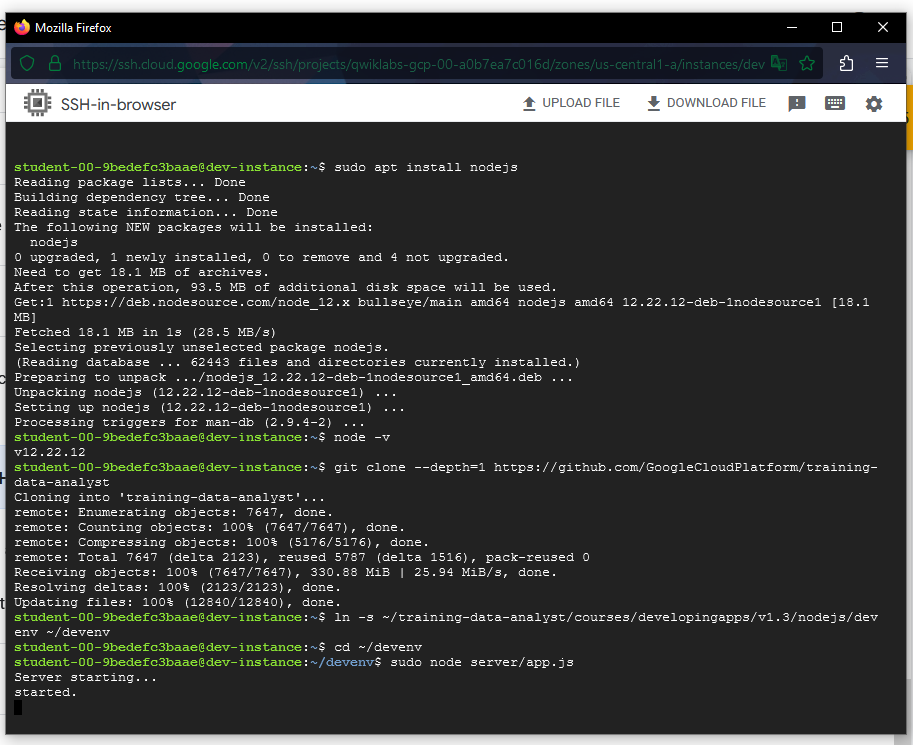 Mozilla Firefox
https://ssh.cloud.google.com/v2/ssh/projects/qwiklabs-gcp-00-a0b7ea7c016d/zones/us-central1-a/instances/dev
SSH-in-browser
UPLOAD FILE
DOWNLOAD FILE
student-00-9bedefc3baae@dev-instance:~$ sudo apt install nodejs
Reading package lists... Done
Building dependency tree... Done
Reading state information... Done
The following NEW packages will be installed:
  nodejs
0 upgraded, 1 newly installed, 0 to remove and 4 not upgraded.
Need to get 18.1 MB of archives.
After this operation, 93.5 MB of additional disk space will be used.
Get:1 https://deb.nodesource.com/node_12.x bullseye/main amd64 nodejs amd64 12.22.12-deb-1nodesource1 [18.1
MB]
Fetched 18.1 MB in 1s (28.5 MB/s)
Selecting previously unselected package nodejs.
(Reading database ... 62443 files and directories currently installed.)
Preparing to unpack .../nodejs_12.22.12-deb-1nodesource1_amd64.deb ...
Unpacking nodejs (12.22.12-deb-1nodesource1) ...
Setting up nodejs (12.22.12-deb-1nodesource1) ...
Processing triggers for man-db (2.9.4-2) ...
student-00-9bedefc3baae@dev-instance:~$ node -v
v12.22.12
student-00-9bedefc3baae@dev-instance:~$ git clone --depth=1 https://github.com/GoogleCloudPlatform/training-
data-analyst
Cloning into 'training-data-analyst'...
remote: Enumerating objects: 7647, done.
remote: Counting objects: 100% (7647/7647), done.
remote: Compressing objects: 100% (5176/5176), done.
remote: Total 7647 (delta 2123), reused 5787 (delta 1516), pack-reused 0
Receiving objects: 100% (7647/7647), 330.88 MiB | 25.94 MiB/s, done.
Resolving deltas: 100% (2123/2123), done.
Updating files: 100% (12840/12840), done.
student-00-9bedefc3baae@dev-instance:~$ ln -s ~/training-data-analyst/courses/developingapps/v1.3/nodejs/dev
env ~/devenv
student-00-9bedefc3baae@dev-instance:~$ cd ~/devenv
student-00-9bedefc3baae@dev-instance:~/devenv$ sudo node server/app.js
Server starting...
started.